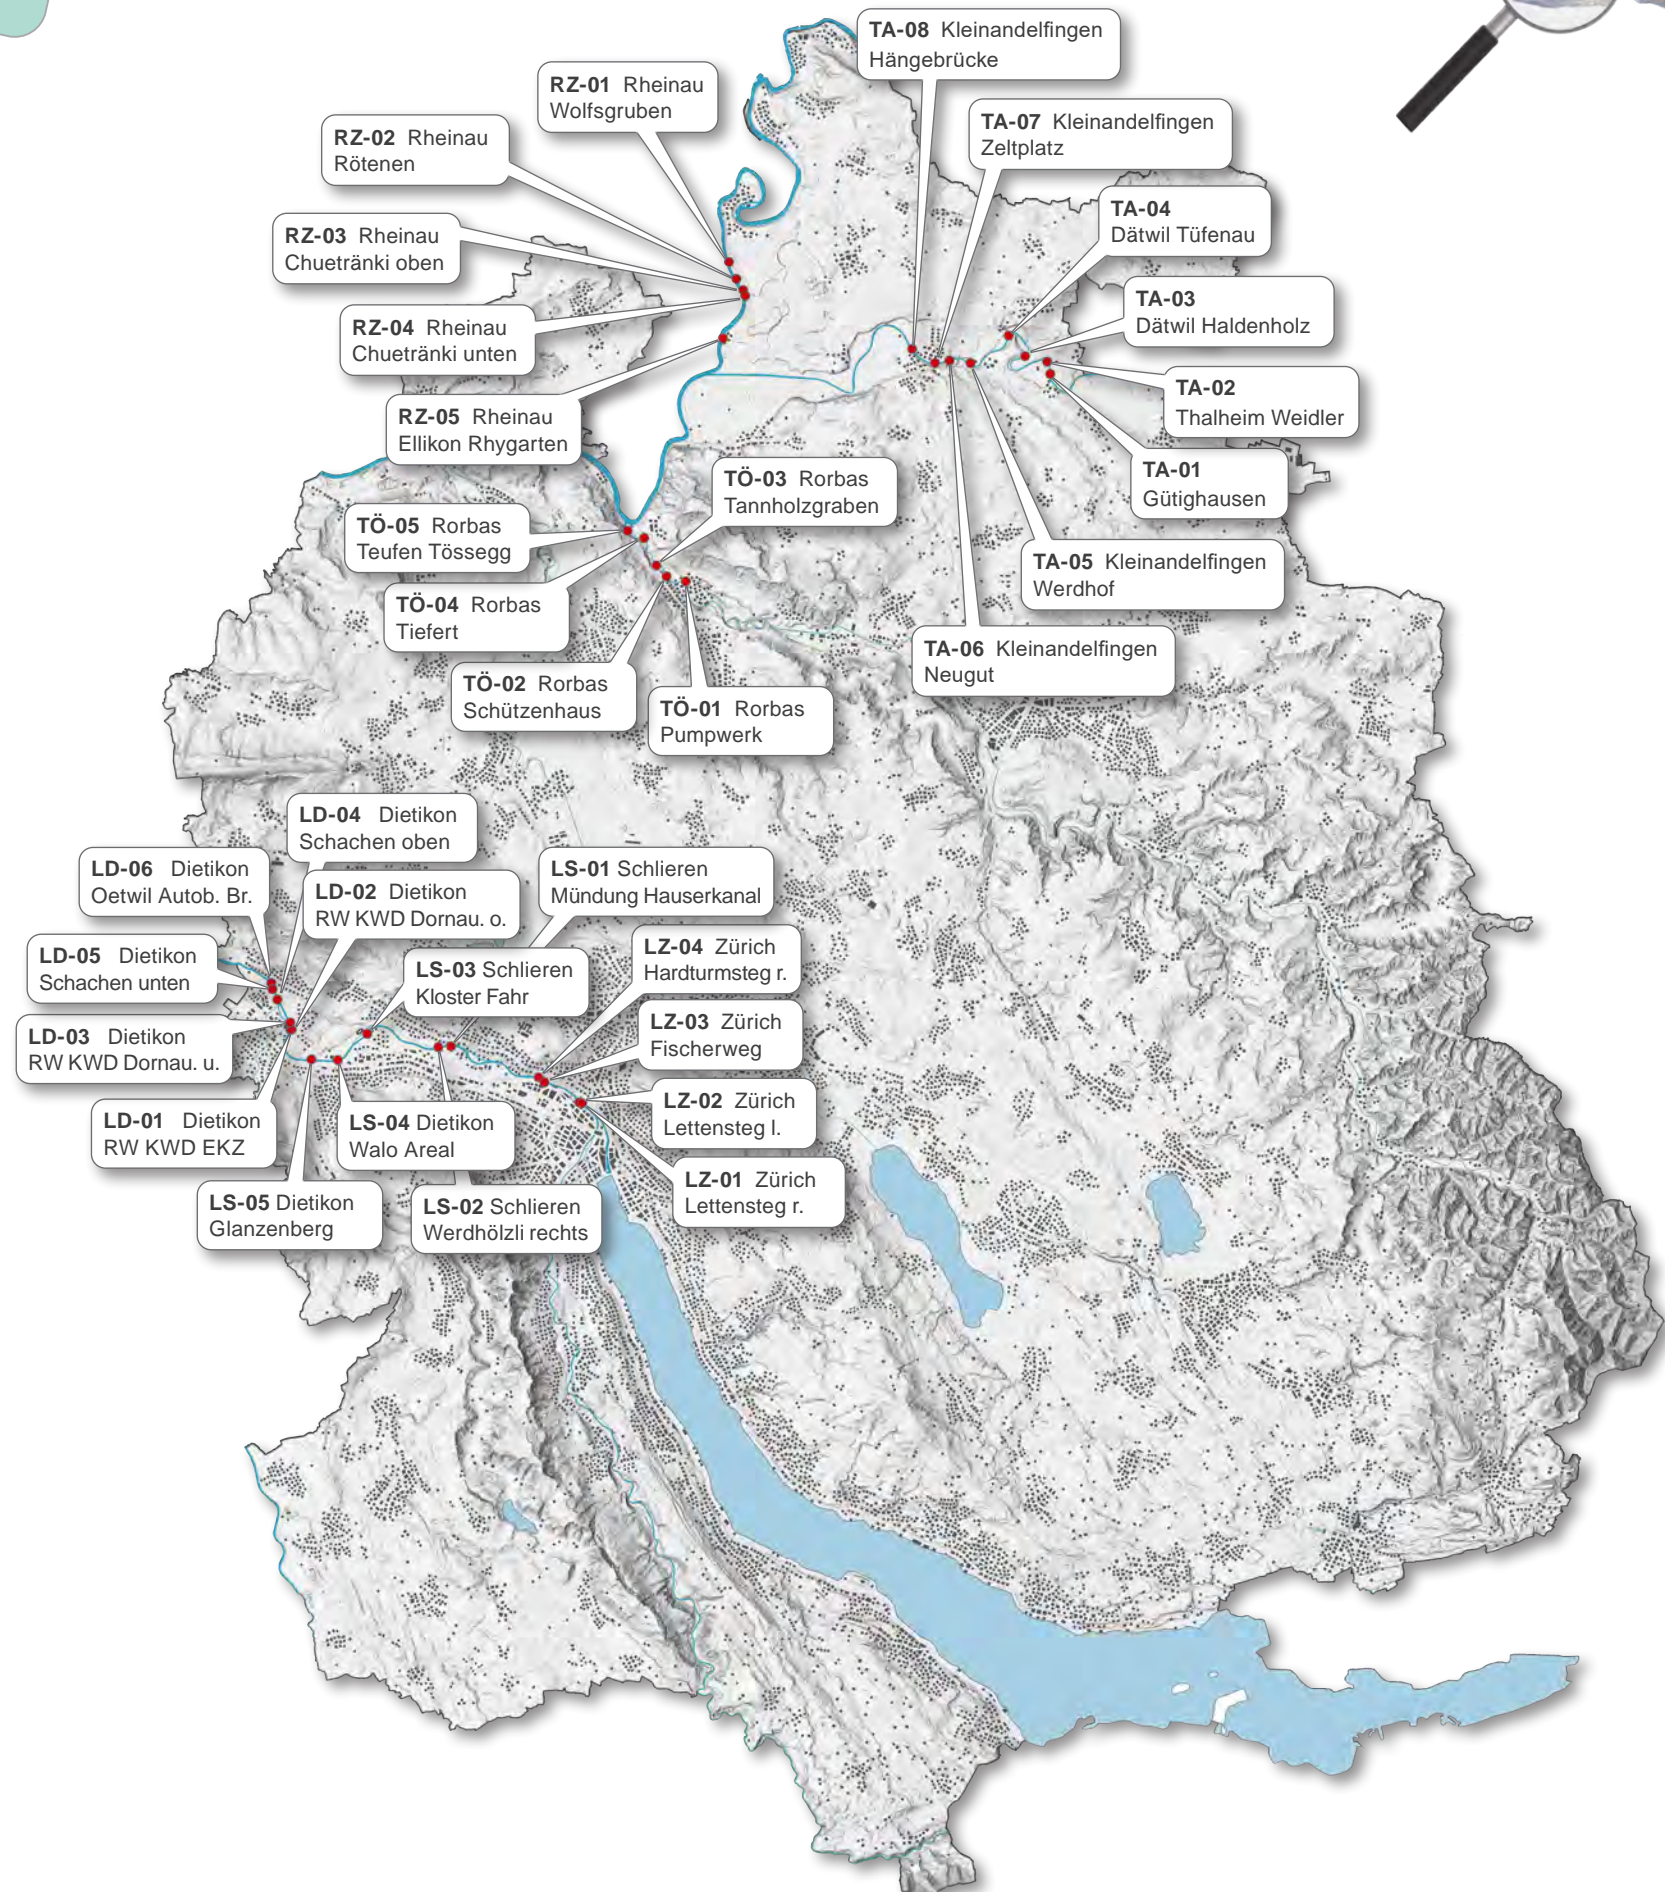 TA-08 Kleinandelfingen
Hängebrücke
RZ-01 Rheinau
Wolfsgruben
TA-07 Kleinandelfingen
Zeltplatz
RZ-02 Rheinau
Rötenen
TA-04
Dätwil Tüfenau
RZ-03 Rheinau
Chuetränki oben
TA-03
Dätwil Haldenholz
RZ-04 Rheinau
Chuetränki unten
TA-02
Thalheim Weidler
RZ-05 Rheinau
Ellikon Rhygarten
TA-01
Gütighausen
TÖ-03 Rorbas
Tannholzgraben
TÖ-05 Rorbas
Teufen Tössegg
TA-05 Kleinandelfingen
Werdhof
TÖ-04 Rorbas
Tiefert
TA-06 Kleinandelfingen
Neugut
TÖ-02 Rorbas
Schützenhaus
TÖ-01 Rorbas
Pumpwerk
LD-04 Dietikon
Schachen oben
LD-06 Dietikon
Oetwil Autob. Br.
LS-01 Schlieren
Mündung Hauserkanal
LD-02 Dietikon
RW KWD Dornau. o.
LD-05 Dietikon
Schachen unten
LZ-04 Zürich
Hardturmsteg r.
LS-03 Schlieren
Kloster Fahr
LZ-03 Zürich
Fischerweg
LD-03 Dietikon
RW KWD Dornau. u.
LZ-02 Zürich
Lettensteg l.
LD-01 Dietikon
RW KWD EKZ
LS-04 Dietikon
Walo Areal
LZ-01 Zürich
Lettensteg r.
LS-05 Dietikon
Glanzenberg
LS-02 Schlieren
Werdhölzli rechts